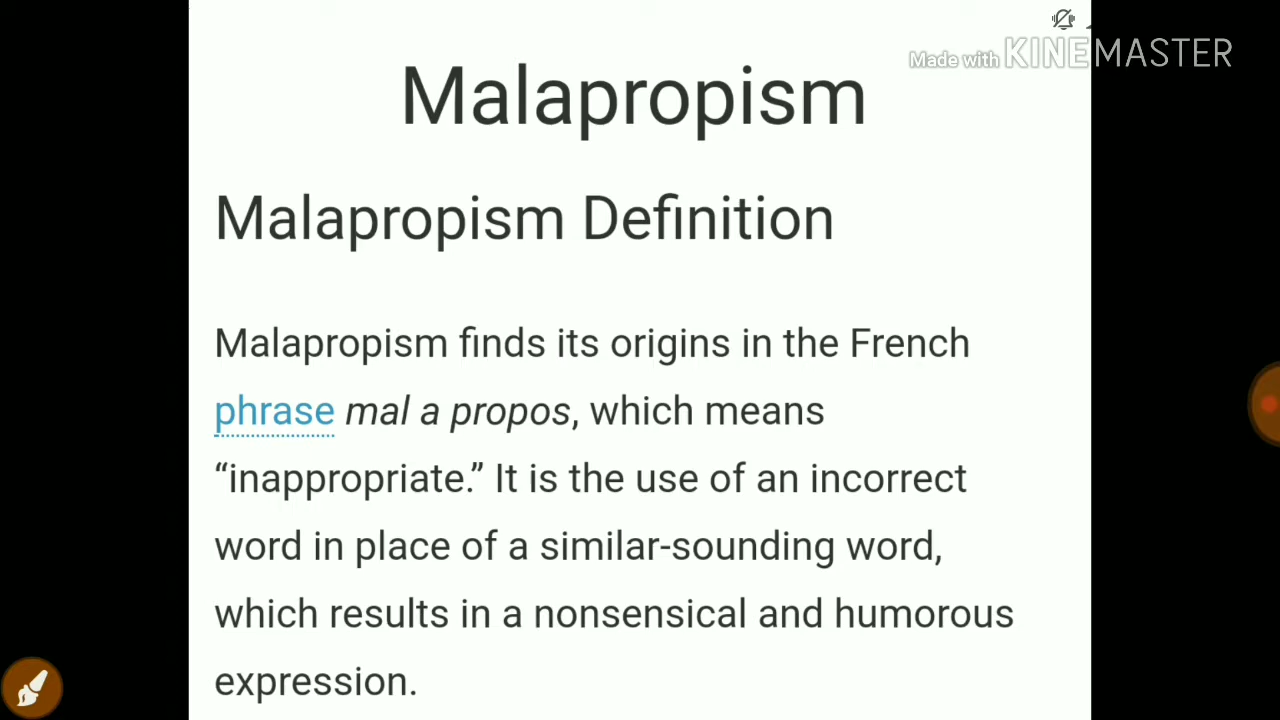 Made with KINEMASTER
Malapropism
Malapropism Definition
Malapropism finds its origins in the French
phrase mal a propos, which means
“inappropriate.” It is the use of an incorrect
word in place of a similar-sounding word,
which results in a nonsensical and humorous
expression.